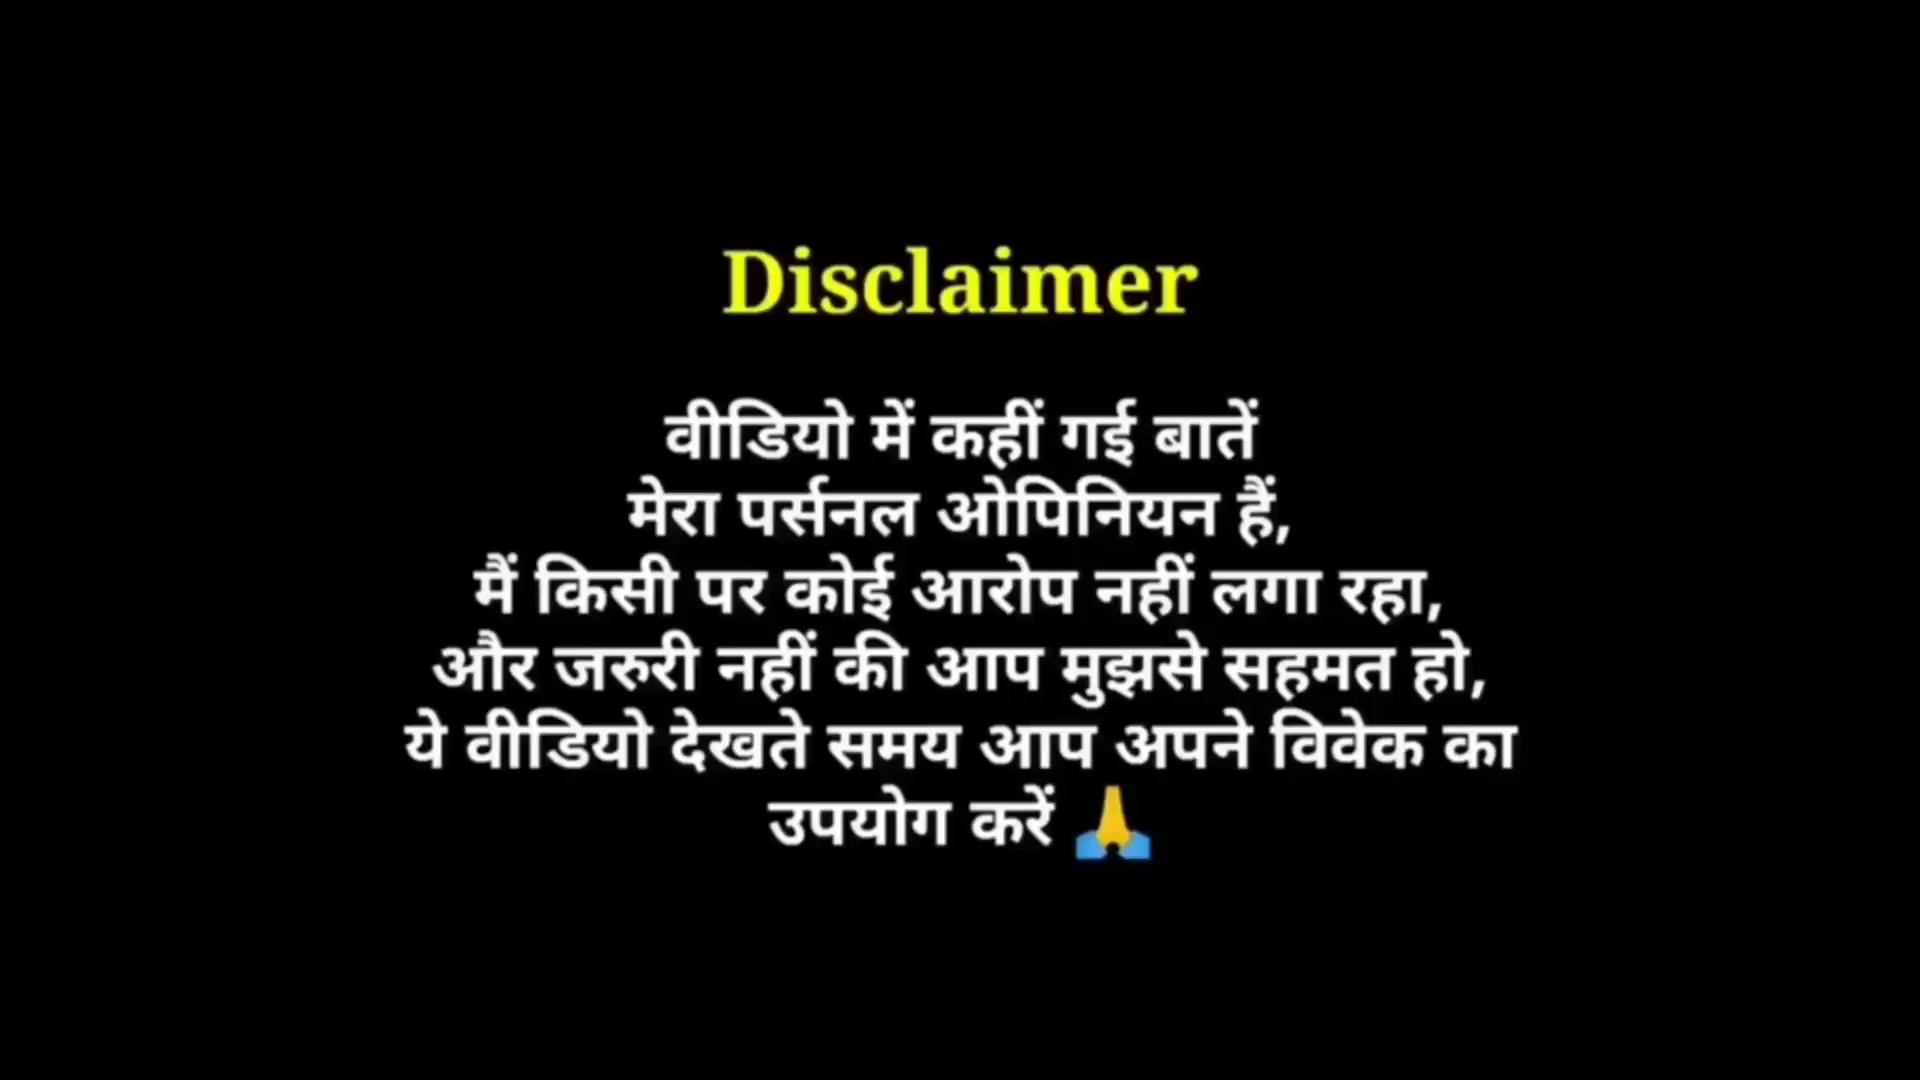 Disclaimer
वीडियो में कहीं गई बातें
मेरा पर्सनल ओपिनियन हैं,
मैं किसी पर कोई आरोप नहीं लगा रहा,
और जरुरी नहीं की आप मुझसे सहमत हो,
ये वीडियो देखते समय आप अपने विवेक का
उपयोग करें 🙏